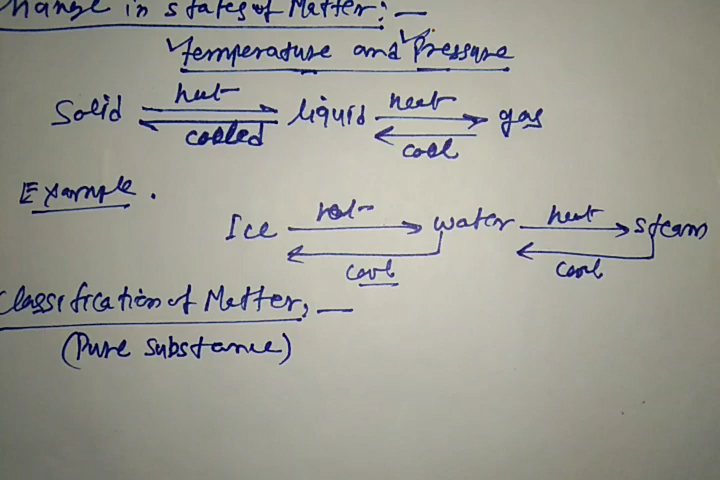 Change in states of Matter:—
Temperature and Pressure
Solid heat cooled liquid heat cool gas
Example.
Ice heat cool water heat cool steam
Classification of Matter,—
(Pure substance)